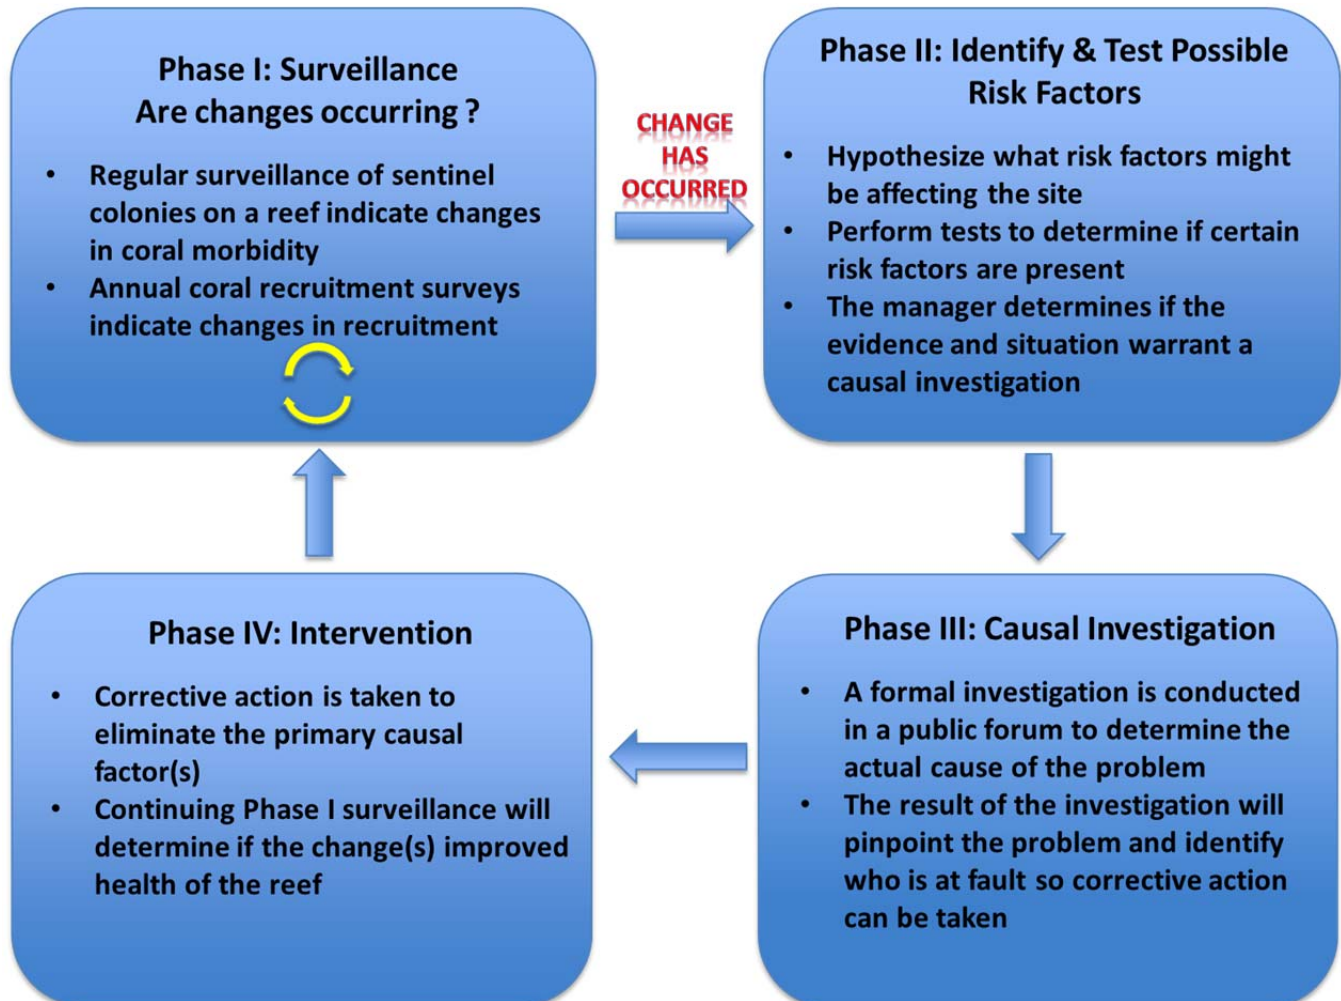 Phase I: Surveillance
Are changes occurring ?
• Regular surveillance of sentinel
colonies on a reef indicate changes
in coral morbidity
• Annual coral recruitment surveys
indicate changes in recruitment
CHANGE
HAS
OCCURRED
Phase II: Identify & Test Possible
Risk Factors
• Hypothesize what risk factors might
be affecting the site
• Perform tests to determine if certain
risk factors are present
• The manager determines if the
evidence and situation warrant a
causal investigation
Phase III: Causal Investigation
• A formal investigation is conducted
in a public forum to determine the
actual cause of the problem
• The result of the investigation will
pinpoint the problem and identify
who is at fault so corrective action
can be taken
Phase IV: Intervention
• Corrective action is taken to
eliminate the primary causal
factor(s)
• Continuing Phase I surveillance will
determine if the change(s) improved
health of the reef